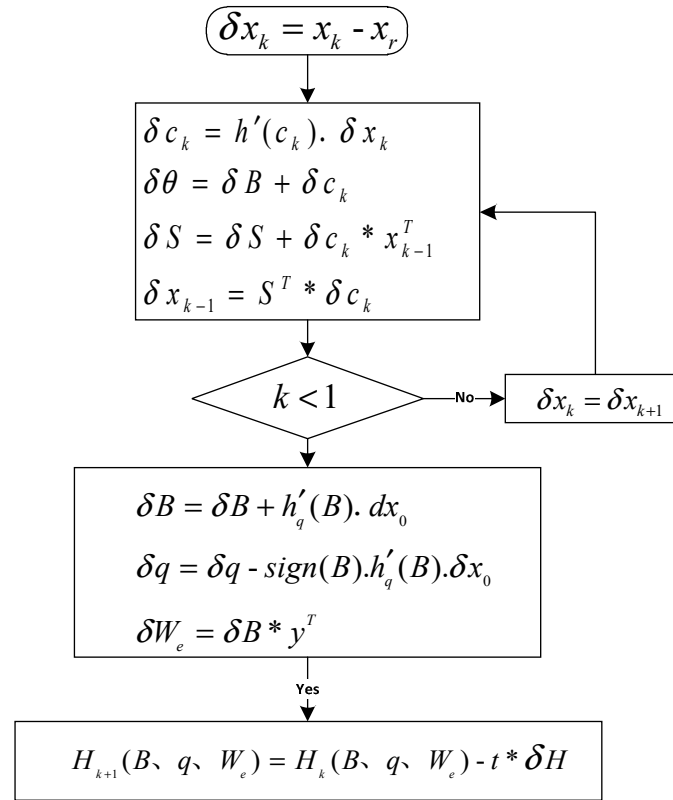 δx_k = x_k - x_r
δc_k = h′(c_k). δx_k
δθ = δB + δc_k
δS = δS + δc_k * x_{k-1}^T
δx_{k-1} = S^T * δc_k
k < 1
No
δx_k = δx_{k+1}
δB = δB + h′_q(B). dx_0
δq = δq - sign(B).h′_q(B).δx_0
δW_e = δB * y^T
Yes
H_{k+1}(B、q、W_e) = H_k(B、q、W_e) - t * δH